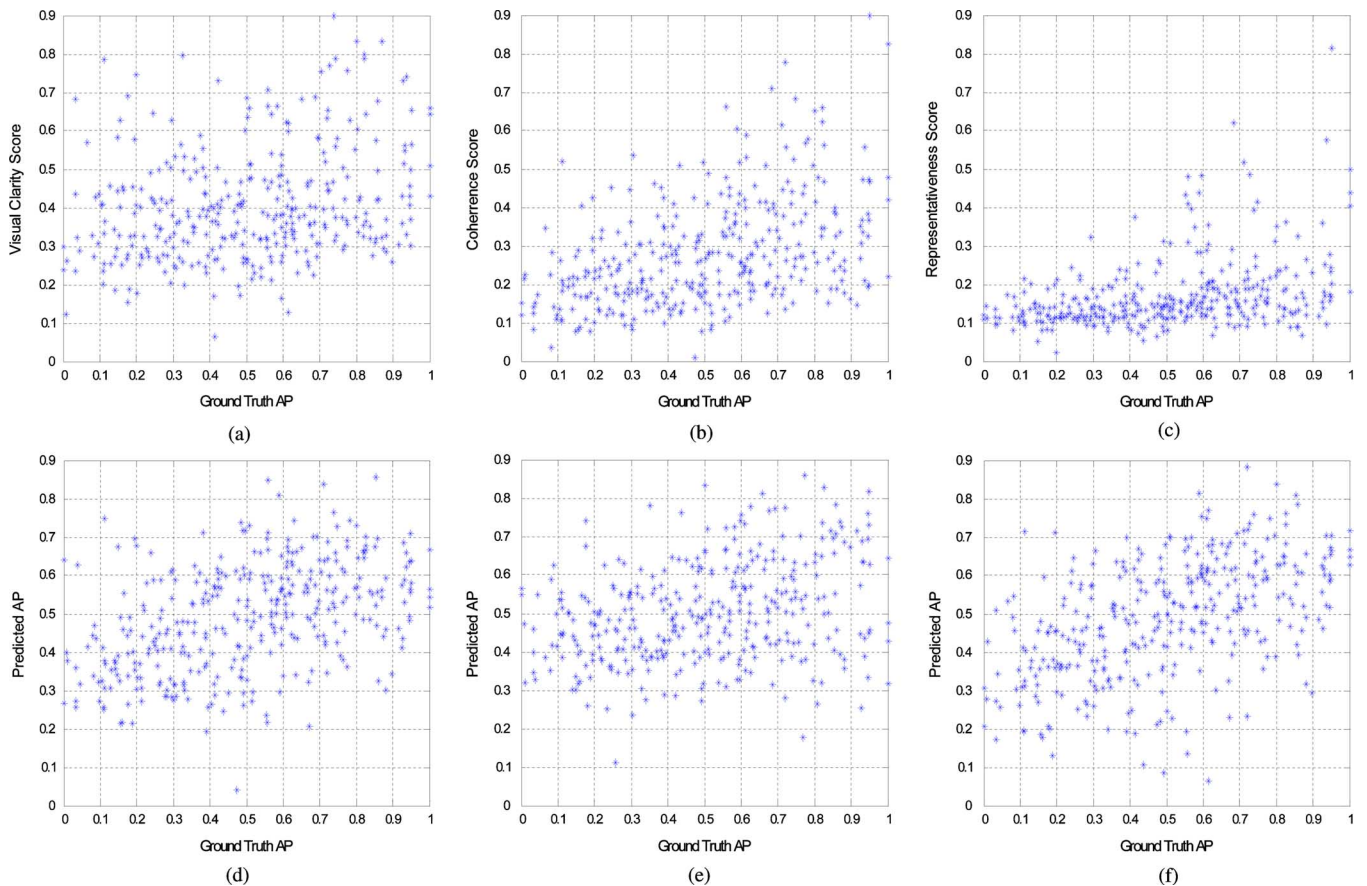 0.9 0.9 0.9
0.8 0.8 0.8
0.7 0.7 0.7
0.6 0.6 0.6
0.5 0.5 0.5
0.4 0.4 0.4
0.3 0.3 0.3
0.2 0.2 0.2
0.1 0.1 0.1
0 0 0
Visual Clarity Score
Coherrence Score
Representativeness Score
0 0.1 0.2 0.3 0.4 0.5 0.6 0.7 0.8 0.9 1
0 0.1 0.2 0.3 0.4 0.5 0.6 0.7 0.8 0.9 1
0 0.1 0.2 0.3 0.4 0.5 0.6 0.7 0.8 0.9 1
Ground Truth AP Ground Truth AP Ground Truth AP
(a) (b) (c)
0.9 0.9 0.9
0.8 0.8 0.8
0.7 0.7 0.7
0.6 0.6 0.6
0.5 0.5 0.5
0.4 0.4 0.4
0.3 0.3 0.3
0.2 0.2 0.2
0.1 0.1 0.1
0 0 0
Predicted AP
Predicted AP
Predicted AP
0 0.1 0.2 0.3 0.4 0.5 0.6 0.7 0.8 0.9 1
0 0.1 0.2 0.3 0.4 0.5 0.6 0.7 0.8 0.9 1
0 0.1 0.2 0.3 0.4 0.5 0.6 0.7 0.8 0.9 1
Ground Truth AP Ground Truth AP Ground Truth AP
(d) (e) (f)